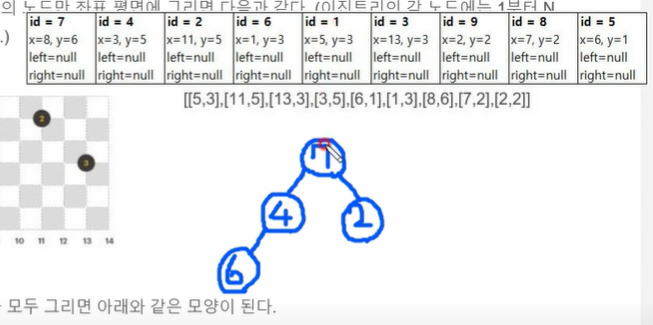 의 노드만 좌표 평면에 그리면 다음과 같다. (이진트리의 각 노드에는 1부터 N
.)
id = 7 id = 4 id = 2 id = 6 id = 1 id = 3 id = 9 id = 8 id = 5
x=8, y=6 x=3, y=5 x=11, y=5 x=1, y=3 x=5, y=3 x=13, y=3 x=2, y=2 x=7, y=2 x=6, y=1
left=null left=null left=null left=null left=null left=null left=null left=null left=null
right=null right=null right=null right=null right=null right=null right=null right=null right=null
[[5,3],[11,5],[13,3],[3,5],[6,1],[1,3],[8,6],[7,2],[2,2]]
2
3
10 11 12 13 14
7
4 2
6
모두 그리면 아래와 같은 모양이 된다.